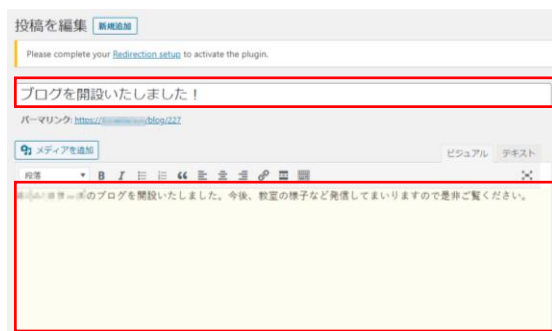 投稿を編集 新規追加
Please complete your Redirection setup to activate the plugin.
ブログを開設いたしました！
パーマリンク: https:// /blog/227
メディアを追加 ビジュアル テキスト
段落 B I
のブログを開設いたしました。今後、教室の様子など発信してまいりますので是非ご覧ください。